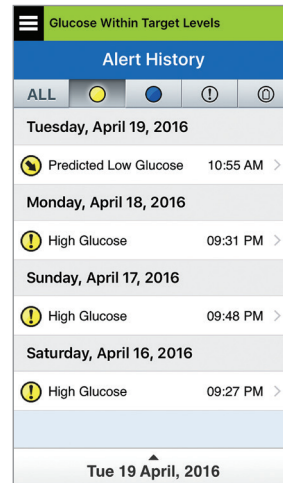 Glucose Within Target Levels
Alert History
ALL
Tuesday, April 19, 2016
Predicted Low Glucose 10:55 AM
Monday, April 18, 2016
High Glucose 09:31 PM
Sunday, April 17, 2016
High Glucose 09:48 PM
Saturday, April 16, 2016
High Glucose 09:27 PM
Tue 19 April, 2016